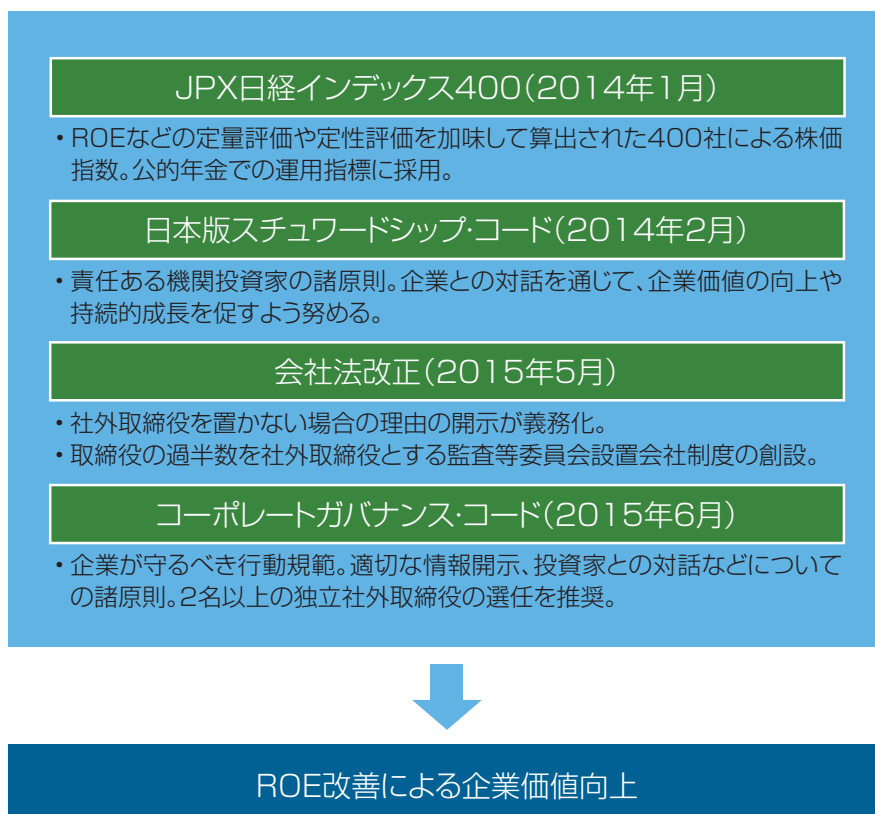 JPX日経インデックス400(2014年1月)
・ROEなどの定量評価や定性評価を加味して算出された400社による株価
指数。公的年金での運用指標に採用。
日本版スチュワードシップ・コード(2014年2月)
・責任ある機関投資家の諸原則。企業との対話を通じて、企業価値の向上や
持続的成長を促すよう努める。
会社法改正(2015年5月)
・社外取締役を置かない場合の理由の開示が義務化。
・取締役の過半数を社外取締役とする監査等委員会設置会社制度の創設。
コーポレートガバナンス・コード(2015年6月)
・企業が守るべき行動規範。適切な情報開示、投資家との対話などについて
の諸原則。2名以上の独立社外取締役の選任を推奨。
ROE改善による企業価値向上